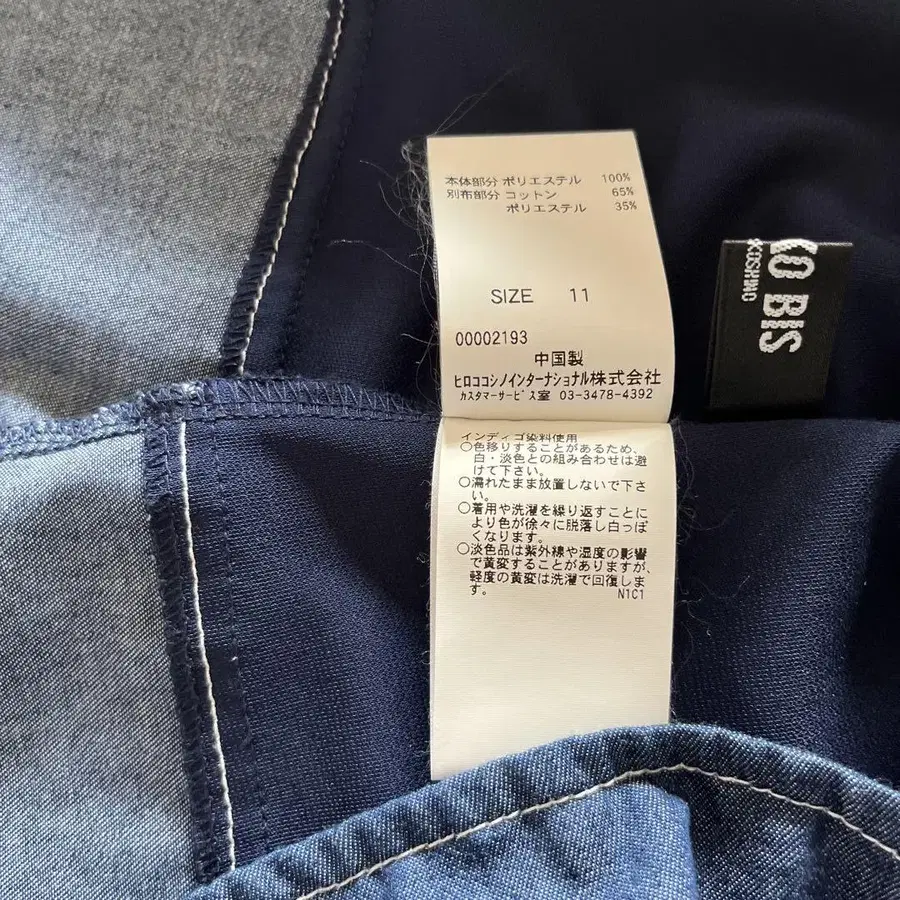 本体部分 ポリエステル 100%
別布部分 コットン 65%
ポリエステル 35%
SIZE 11
00002193
中国製
ヒロココシノインターナショナル株式会社
カスタマーサービス室 03-3478-4392
インディゴ染料使用
○色移りすることがあるため、
白・淡色との組み合わせは避
けて下さい。
○濡れたまま放置しないで下さ
い。
○着用や洗濯を繰り返すことに
より色が徐々に脱落し白っぽ
くなります。
○淡色品は紫外線や湿度の影響
で黄変することがありますが、
軽度の黄変は洗濯で回復しま
す。
N1C1
KO BIS
KOSHINO